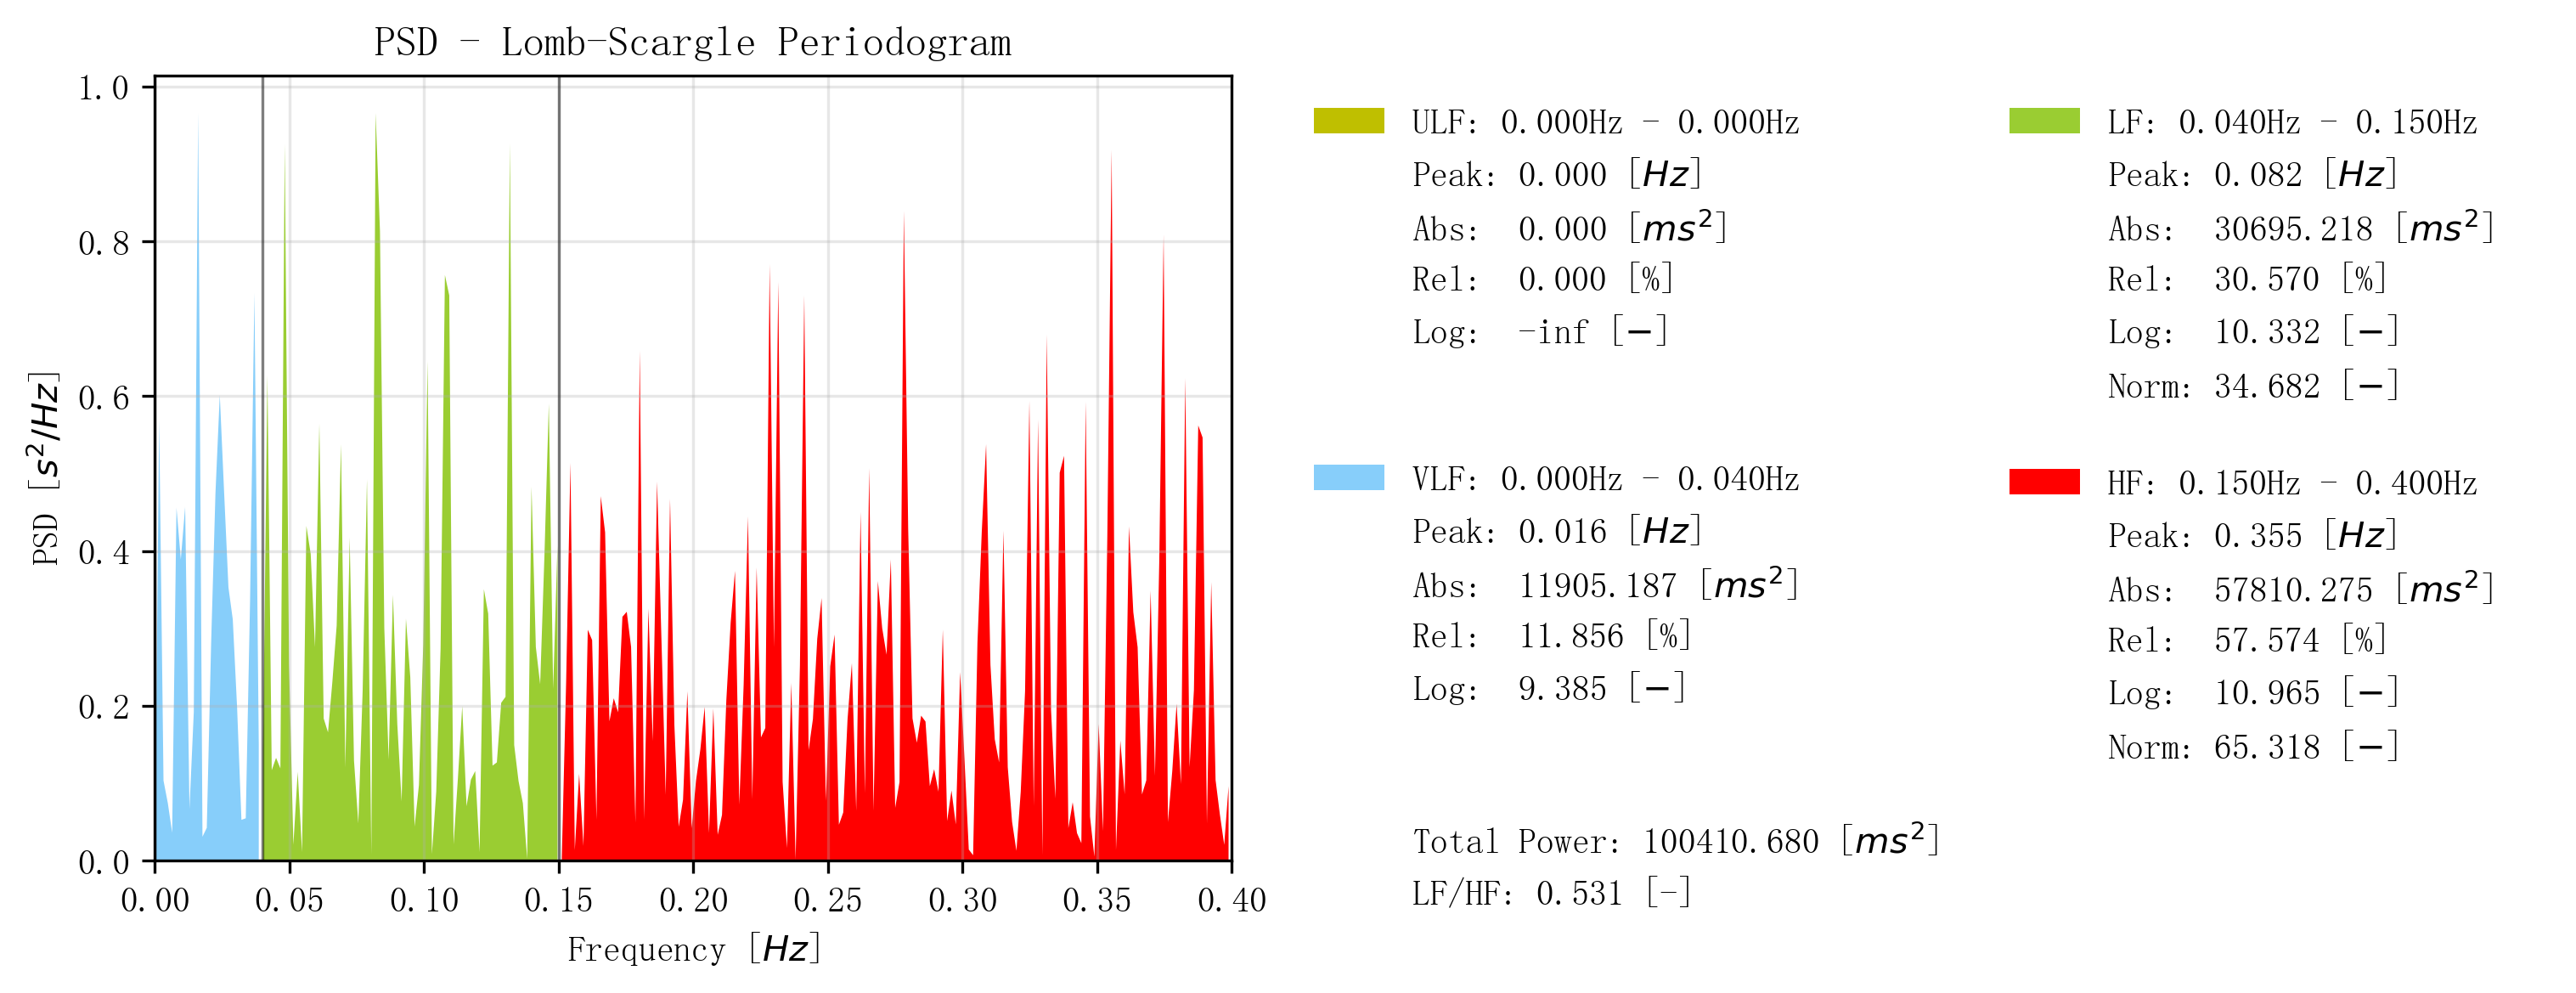 PSD - Lomb-Scargle Periodogram
1.0
0.8
0.6
0.4
0.2
0.0
PSD [s²/Hz]
0.00 0.05 0.10 0.15 0.20 0.25 0.30 0.35 0.40
Frequency [Hz]
ULF: 0.000Hz - 0.000Hz
Peak: 0.000 [Hz]
Abs: 0.000 [ms²]
Rel: 0.000 [%]
Log: -inf [−]
VLF: 0.000Hz - 0.040Hz
Peak: 0.016 [Hz]
Abs: 11905.187 [ms²]
Rel: 11.856 [%]
Log: 9.385 [−]
Total Power: 100410.680 [ms²]
LF/HF: 0.531 [-]
LF: 0.040Hz - 0.150Hz
Peak: 0.082 [Hz]
Abs: 30695.218 [ms²]
Rel: 30.570 [%]
Log: 10.332 [−]
Norm: 34.682 [−]
HF: 0.150Hz - 0.400Hz
Peak: 0.355 [Hz]
Abs: 57810.275 [ms²]
Rel: 57.574 [%]
Log: 10.965 [−]
Norm: 65.318 [−]